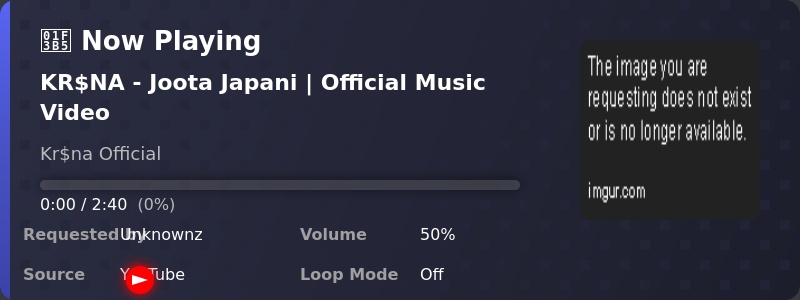 Now Playing
KR$NA - Joota Japani | Official Music
Video
Kr$na Official
0:00 / 2:40 (0%)
Requested by Unknownz Volume 50%
Source YouTube Loop Mode Off
The image you are
requesting does not exist
or is no longer available.
imgur.com